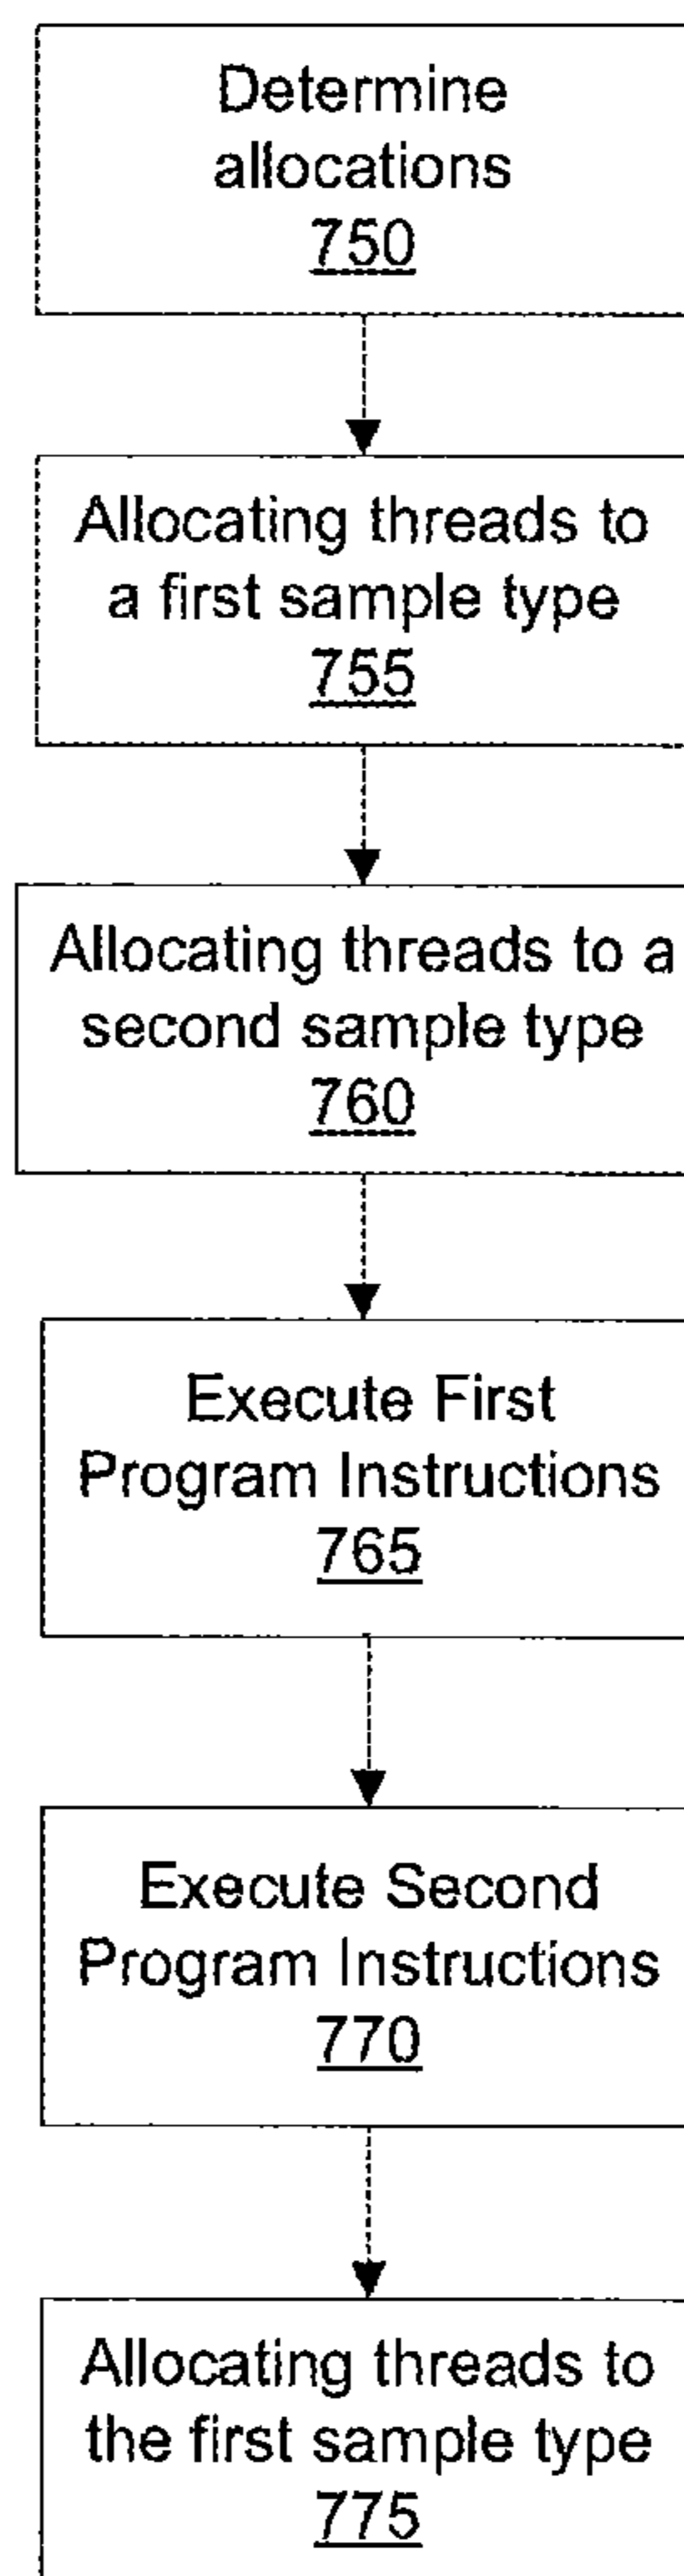 Determine
allocations
750
Allocating threads to
a first sample type
755
Allocating threads to a
second sample type
760
Execute First
Program Instructions
765
Execute Second
Program Instructions
770
Allocating threads to
the first sample type
775